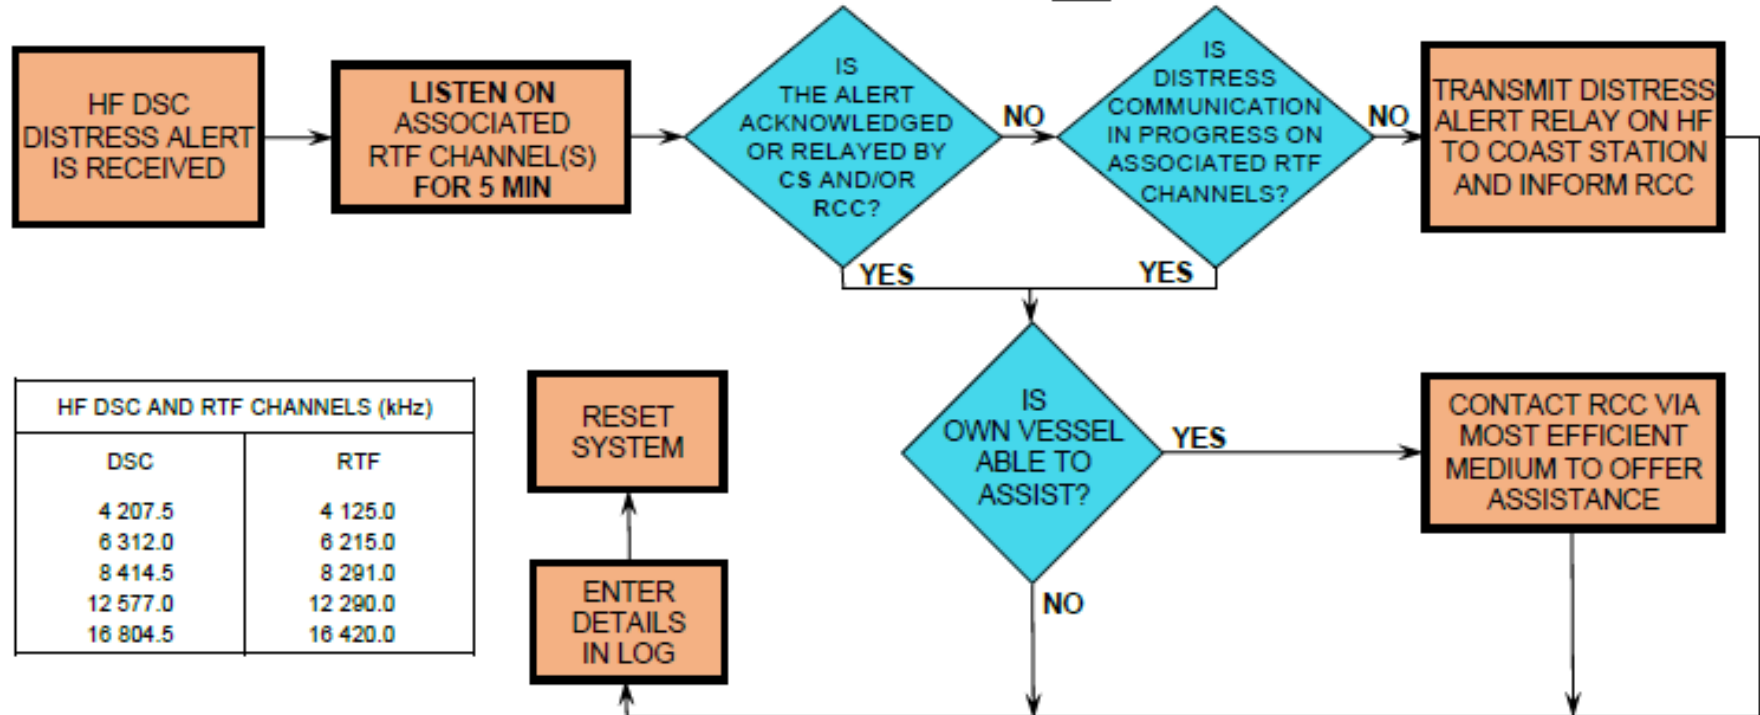 HF DSC
DISTRESS ALERT
IS RECEIVED
LISTEN ON
ASSOCIATED
RTF CHANNEL(S)
FOR 5 MIN
IS
THE ALERT
ACKNOWLEDGED
OR RELAYED BY
CS AND/OR
RCC?
NO
YES
IS
DISTRESS
COMMUNICATION
IN PROGRESS ON
ASSOCIATED RTF
CHANNELS?
NO
YES
TRANSMIT DISTRESS
ALERT RELAY ON HF
TO COAST STATION
AND INFORM RCC
HF DSC AND RTF CHANNELS (kHz)
DSC RTF
4 207.5 4 125.0
6 312.0 6 215.0
8 414.5 8 291.0
12 577.0 12 290.0
16 804.5 16 420.0
RESET
SYSTEM
ENTER
DETAILS
IN LOG
IS
OWN VESSEL
ABLE TO
ASSIST?
YES
NO
CONTACT RCC VIA
MOST EFFICIENT
MEDIUM TO OFFER
ASSISTANCE